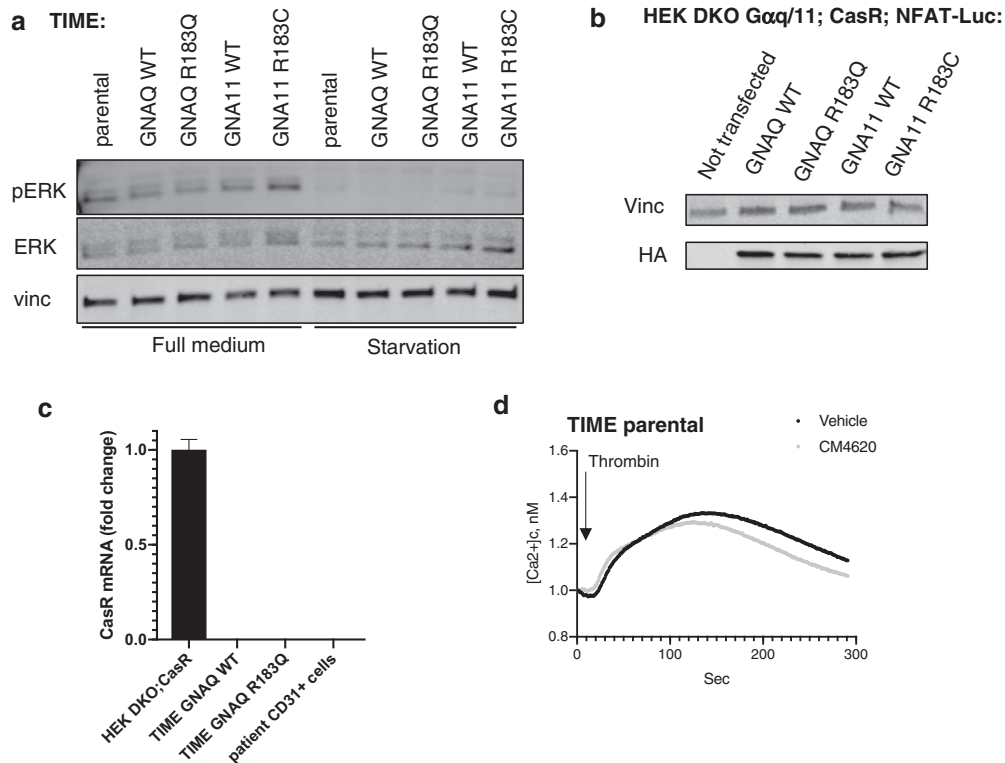 a TIME:
parental
GNAQ WT
GNAQ R183Q
GNA11 WT
GNA11 R183C
parental
GNAQ WT
GNAQ R183Q
GNA11 WT
GNA11 R183C
pERK
ERK
vinc
Full medium Starvation
b HEK DKO Gαq/11; CasR; NFAT-Luc:
Not transfected
GNAQ WT
GNAQ R183Q
GNA11 WT
GNA11 R183C
Vinc
HA
c
CasR mRNA (fold change)
1.0
0.5
0.0
HEK DKO;CasR
TIME GNAQ WT
TIME GNAQ R183Q
patient CD31+ cells
d
TIME parental
Vehicle
CM4620
Thrombin
[Ca2+]c, nM
1.6
1.4
1.2
1.0
0.8
0 100 200 300
Sec